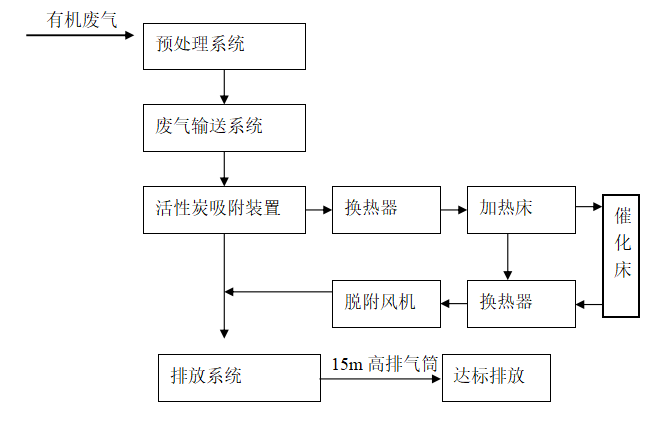 有机废气
预处理系统
废气输送系统
活性炭吸附装置
换热器
加热床
催化床
脱附风机
换热器
排放系统
15m 高排气筒
达标排放